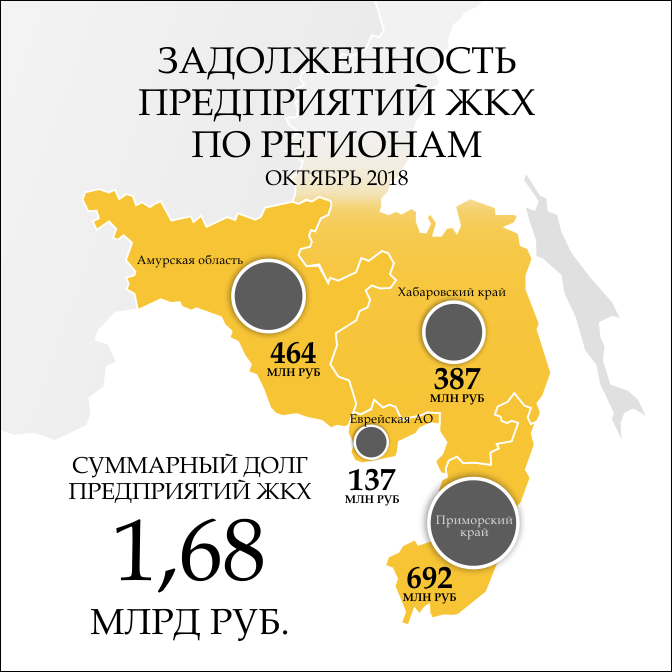 ЗАДОЛЖЕННОСТЬ
ПРЕДПРИЯТИЙ ЖКХ
ПО РЕГИОНАМ
ОКТЯБРЬ 2018
Амурская область
464
МЛН РУБ
Хабаровский край
387
МЛН РУБ
Еврейская АО
137
МЛН РУБ
Приморский
край
692
МЛН РУБ
СУММАРНЫЙ ДОЛГ
ПРЕДПРИЯТИЙ ЖКХ
1,68
МЛРД РУБ.